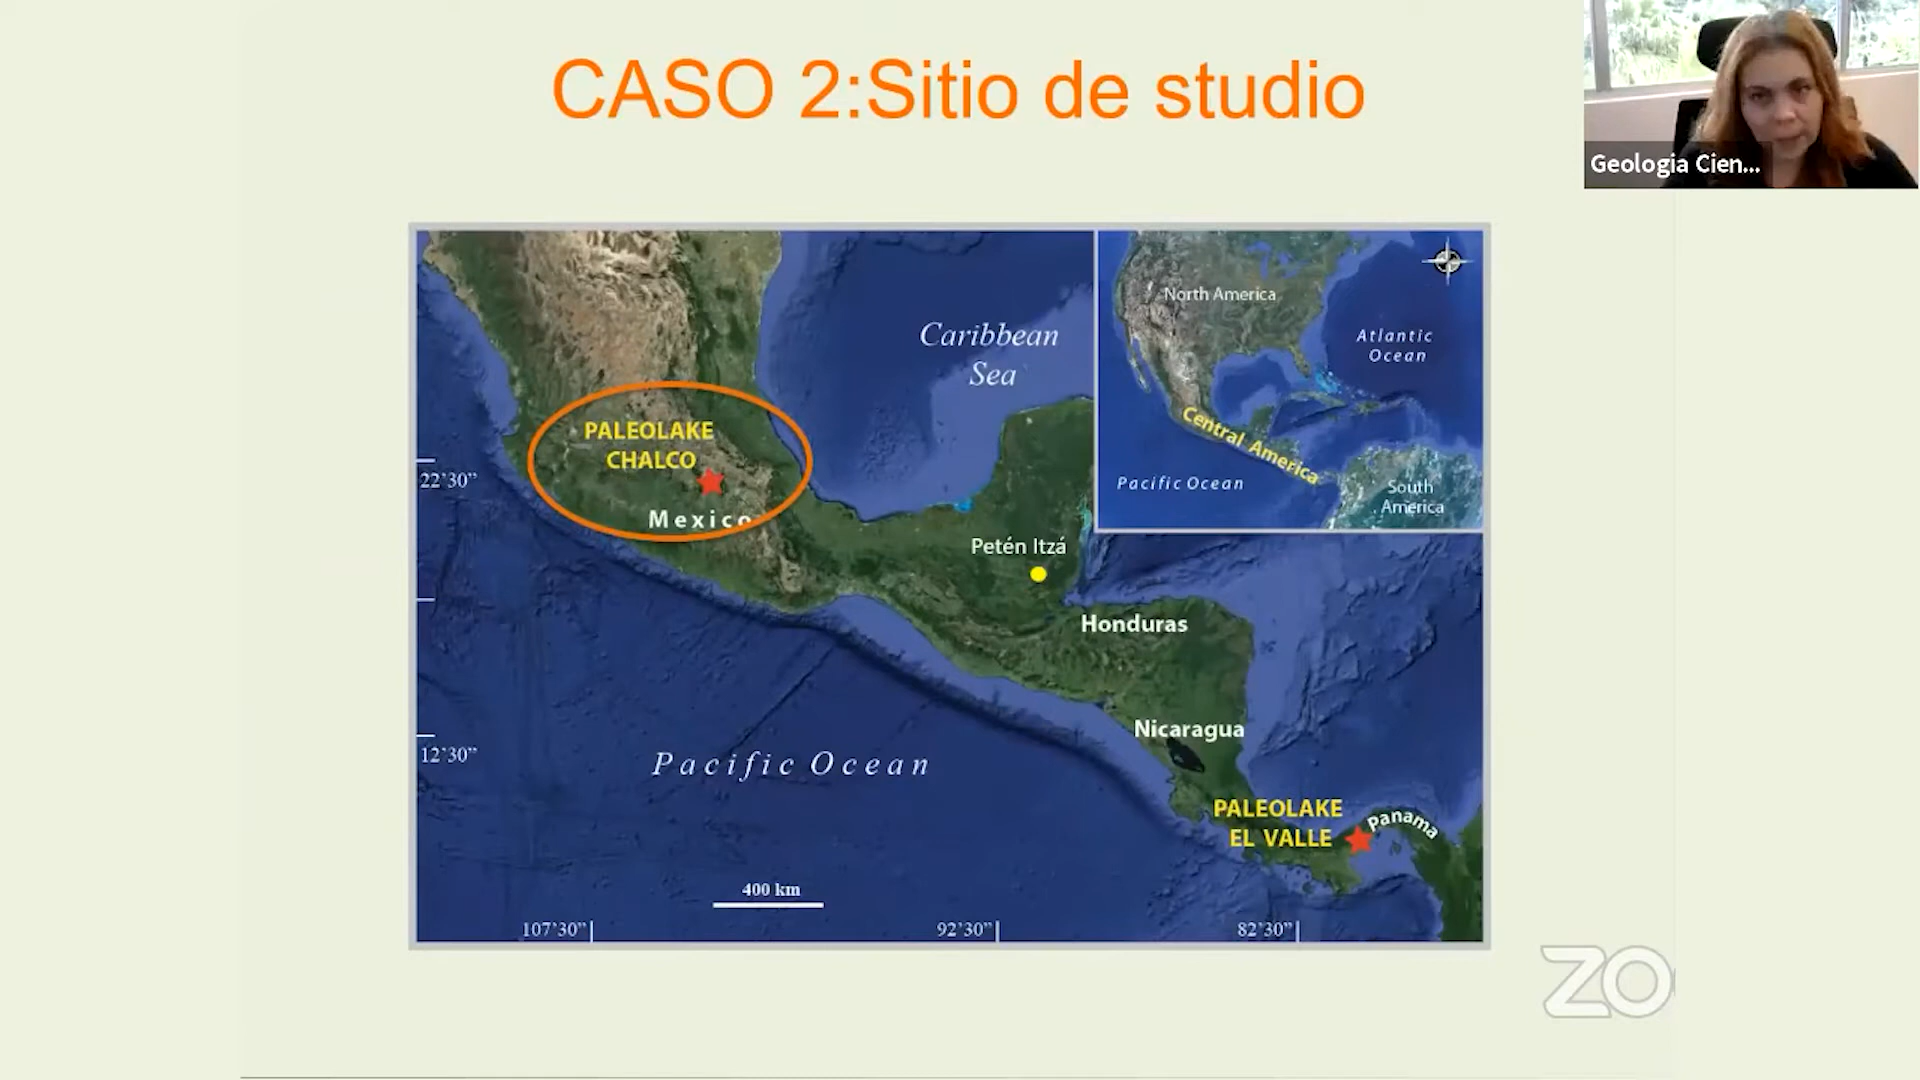 CASO 2:Sitio de studio
Geologia Cien...
North America
Atlantic
Ocean
Caribbean
Sea
Central America
PALEOLAKE
CHALCO
22'30”
Pacific Ocean
South
America
Mexico
Petén Itzá
Honduras
Nicaragua
12'30”
Pacific Ocean
PALEOLAKE
EL VALLE
Panama
400 km
107'30”
92'30”
82'30”
ZO